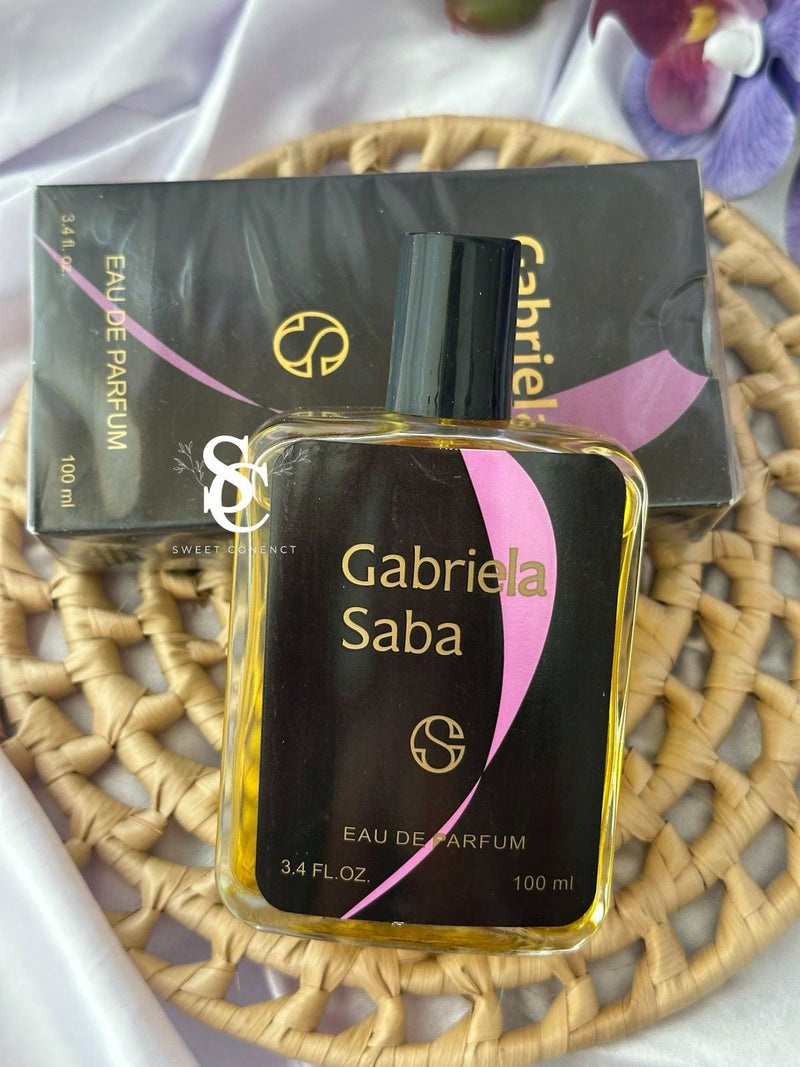 3.4 fl. oz.
EAU DE PARFUM
100 ml
Gabriela
SC
SWEET CONENCT
Gabriela
Saba
S
EAU DE PARFUM
3.4 FL.OZ.
100 ml